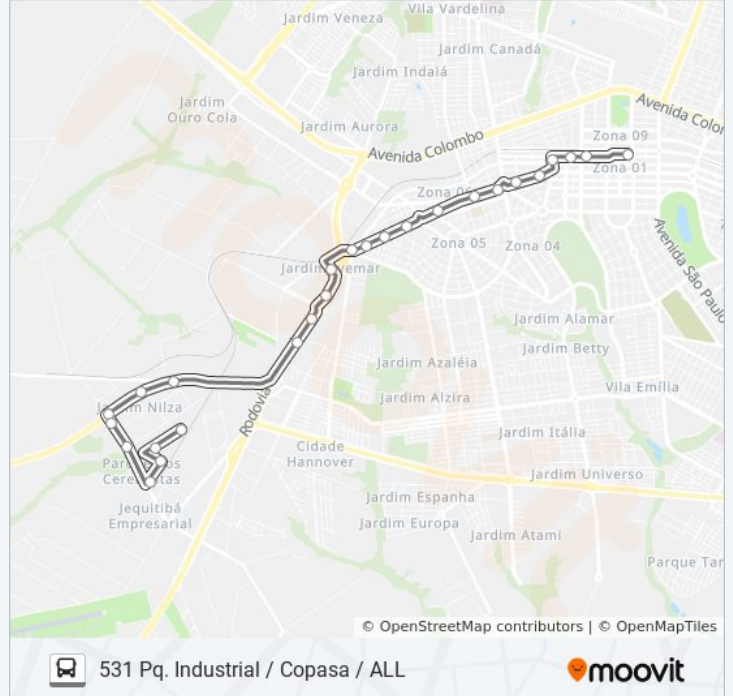 Jardim Veneza
Vila Vardelina
Jardim Canadá
Jardim Indaiá
Jardim
Ouro Cola
Jardim Aurora
Avenida Colombo
Avenida Color
Zona 09
Zona 01
Zona 06
Zona 05
Zona 04
Avenida São Paulo
Jardim Alamar
Jardim Betty
Jardim Azaléia
Vila Emília
Jardim Alzira
Rodovia
Cidade
Hannover
Jardim Itália
Jardim Universo
Jequitibá
Empresarial
Jardim Espanha
Jardim Europa
Jardim Atami
Parque Tar
© OpenStreetMap contributors | © OpenMapTiles
531 Pq. Industrial / Copasa / ALL
moovit